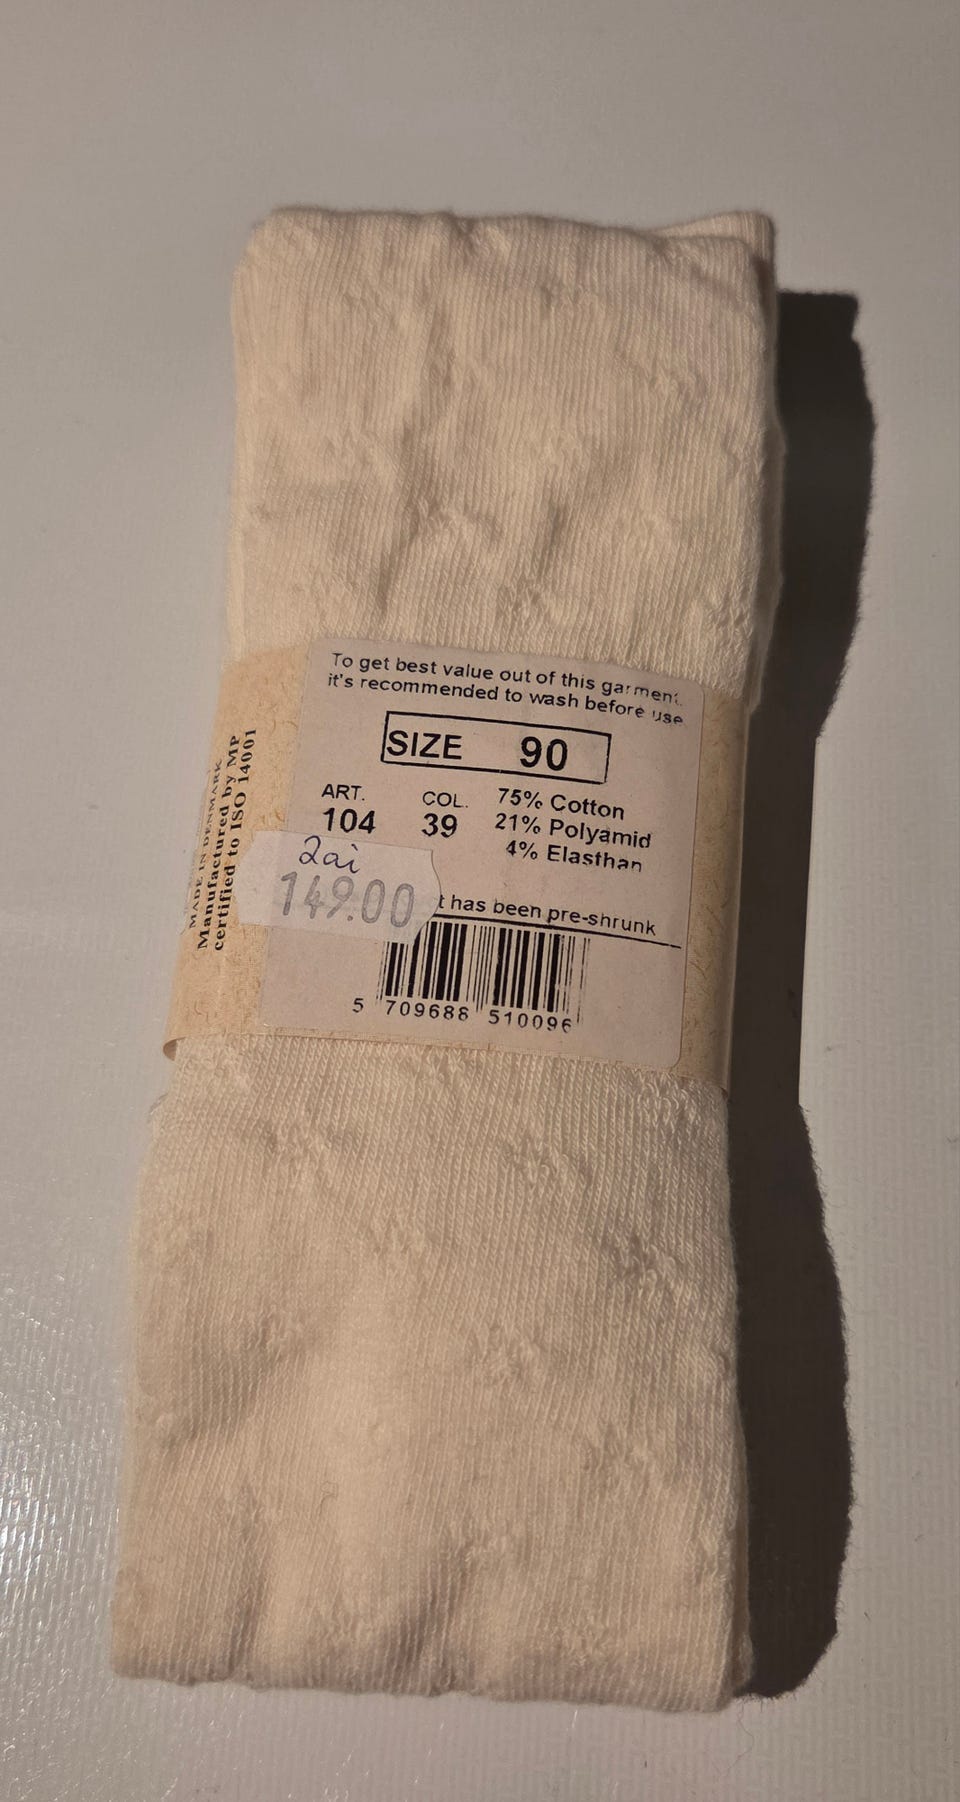 To get best value out of this garment
it's recommended to wash before use
SIZE 90
ART. COL. 75% Cotton
104 39 21% Polyamid
4% Elasthan
2ai
149.00
t has been pre-shrunk
5 709688 510096
MADE IN DENMARK
Manufactured by MP
certified to ISO 14001